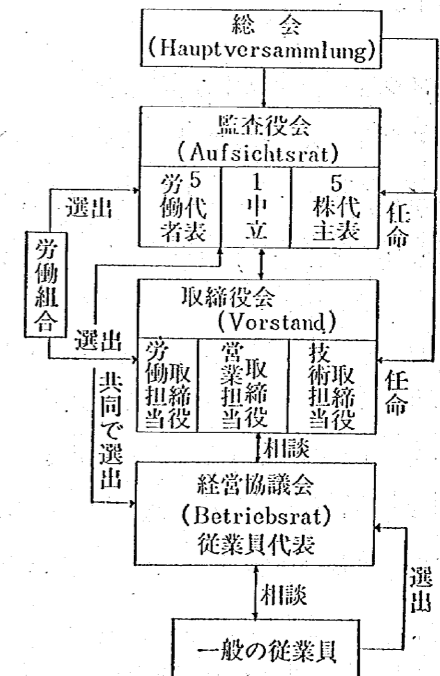 総会
(Hauptversammlung)
監査役会
(Aufsichtsrat)
労働者代表5
1中立
5株主代表
選出
任命
労働組合
取締役会
(Vorstand)
労働担当取締役
営業担当取締役
技術担当取締役
選出
任命
共同で選出
相談
経営協議会
(Betriebsrat)
従業員代表
選出
相談
一般の従業員